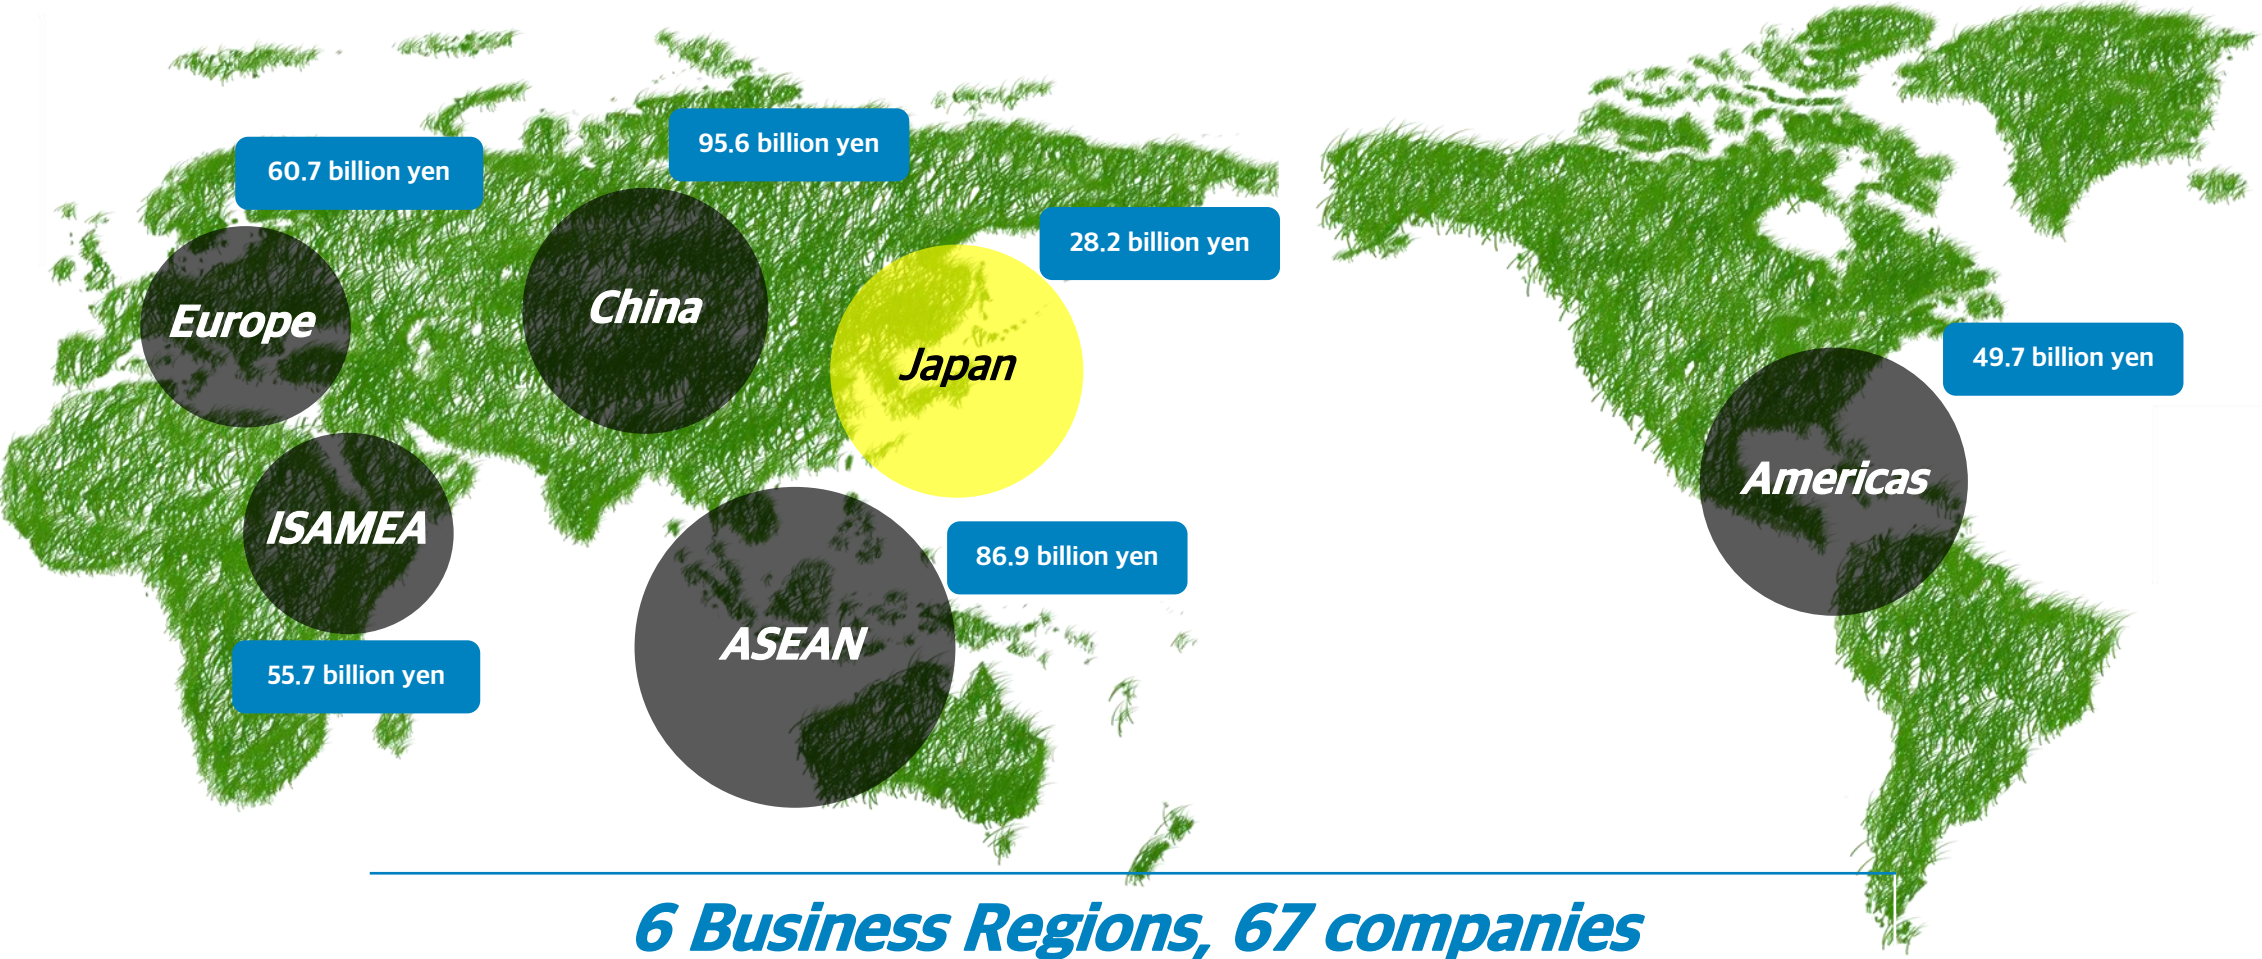 95.6 billion yen
60.7 billion yen
28.2 billion yen
China
Europe
Japan
49.7 billion yen
Americas
ISAMEA
86.9 billion yen
ASEAN
55.7 billion yen
6 Business Regions, 67 companies